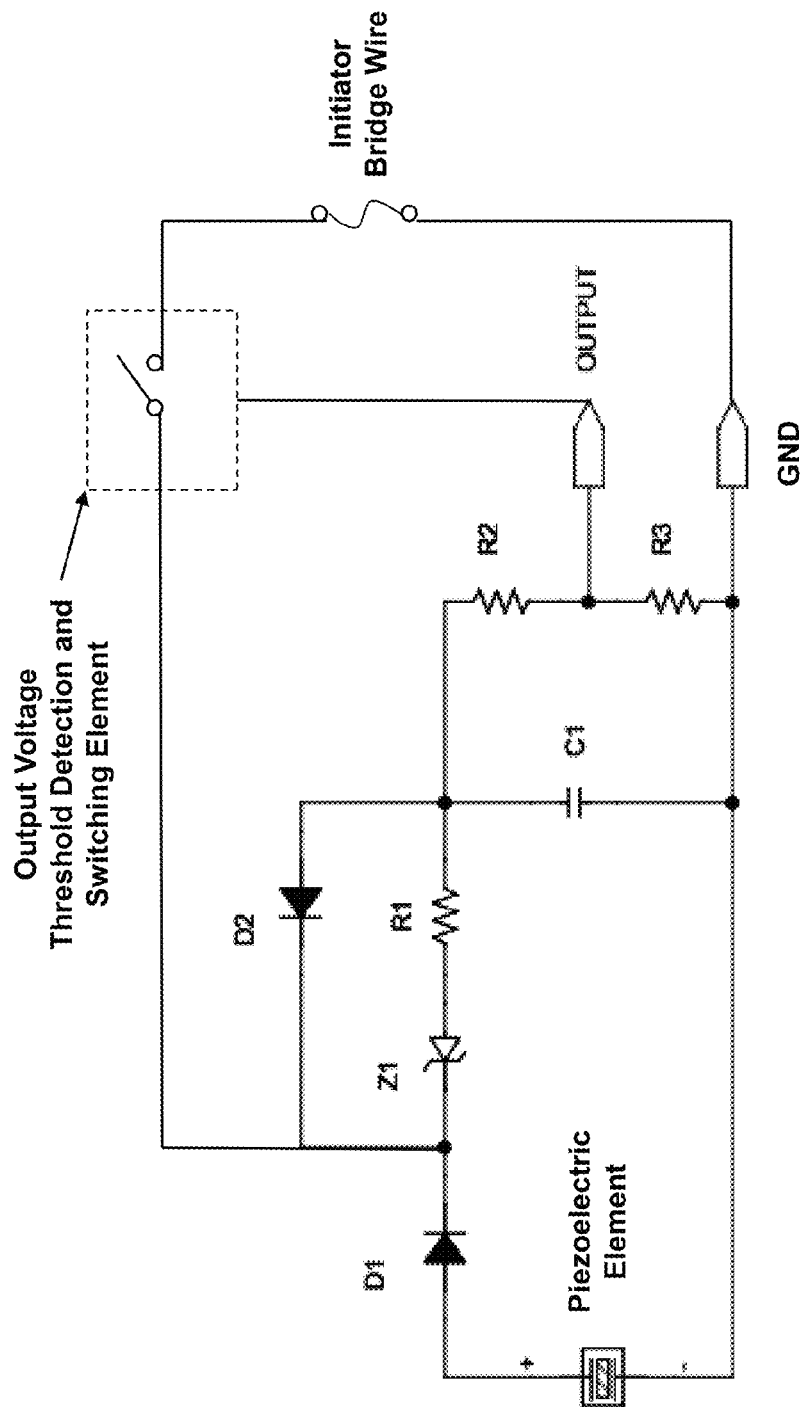 Output Voltage
Threshold Detection and
Switching Element
Initiator
Bridge Wire
D2
R1
Z1
D1
C1
R2
R3
OUTPUT
GND
Piezoelectric
Element
+
-